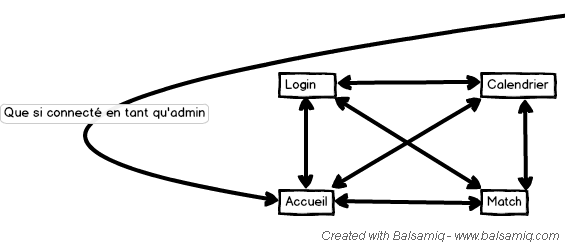 Login
Calendrier
Que si connecté en tant qu'admin
Accueil
Match
Created with Balsamiq - www.balsamiq.com